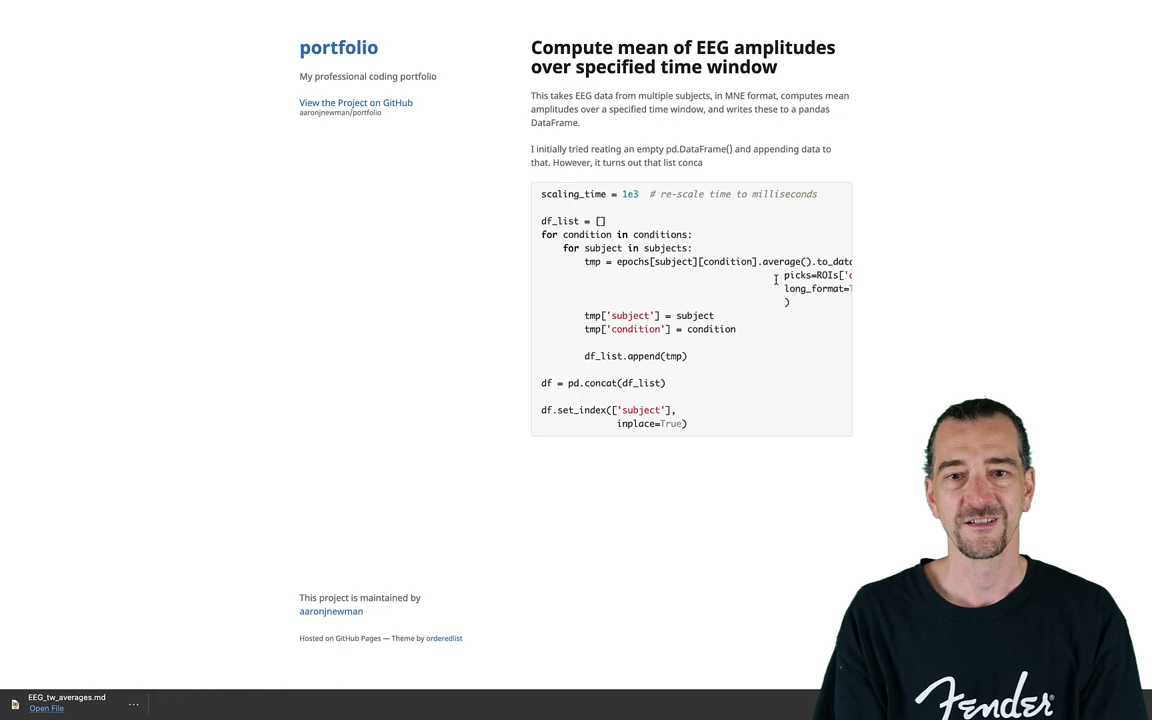 portfolio
My professional coding portfolio
View the Project on GitHub
aaronjnewman/portfolio
Compute mean of EEG amplitudes
over specified time window
This takes EEG data from multiple subjects, in MNE format, computes mean
amplitudes over a specified time window, and writes these to a pandas
DataFrame.
I initially tried reating an empty pd.DataFrame() and appending data to
that. However, it turns out that list conca
scaling_time = 1e3  # re-scale time to milliseconds
df_list = []
for condition in conditions:
for subject in subjects:
tmp = epochs[subject][condition].average().to_data
picks=ROIs['
long_format=
)
tmp['subject'] = subject
tmp['condition'] = condition
df_list.append(tmp)
df = pd.concat(df_list)
df.set_index(['subject'],
inplace=True)
This project is maintained by
aaronjnewman
Hosted on GitHub Pages — Theme by orderedlist
EEG_tw_averages.md
Open File
...
Fender